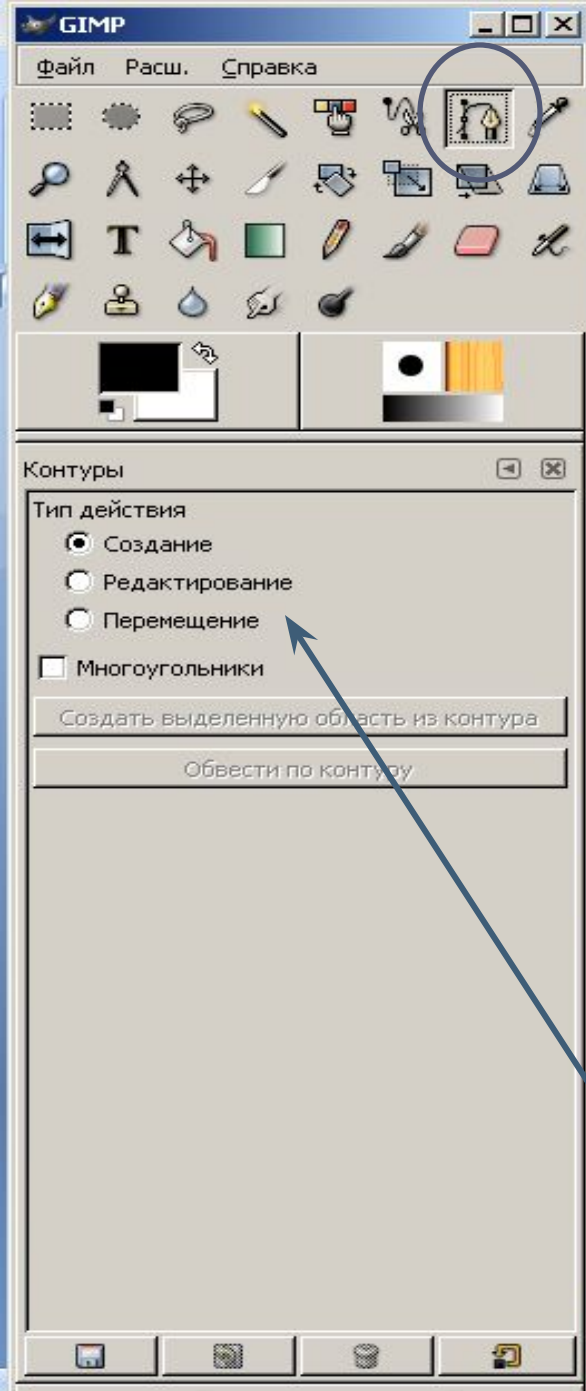 GIMP
Файл Расш. Справка
Контуры
Тип действия
Создание
Редактирование
Перемещение
Многоугольники
Создать выделенную область из контура
Обвести по контуру